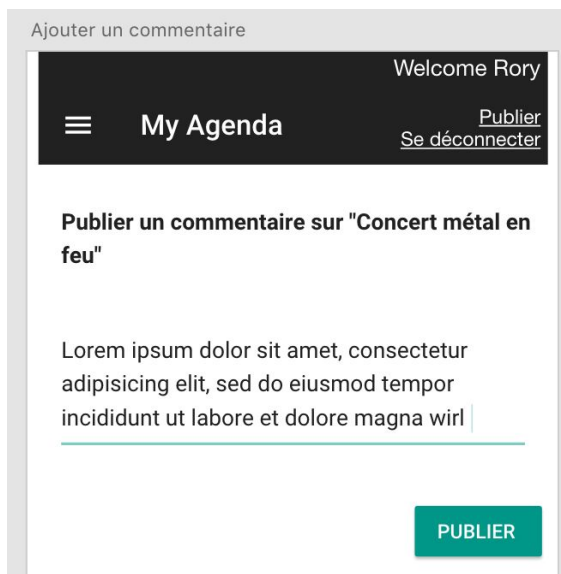 Ajouter un commentaire
Welcome Rory
My Agenda
Publier
Se déconnecter
Publier un commentaire sur "Concert métal en
feu"
Lorem ipsum dolor sit amet, consectetur
adipisicing elit, sed do eiusmod tempor
incididunt ut labore et dolore magna wirl
PUBLIER